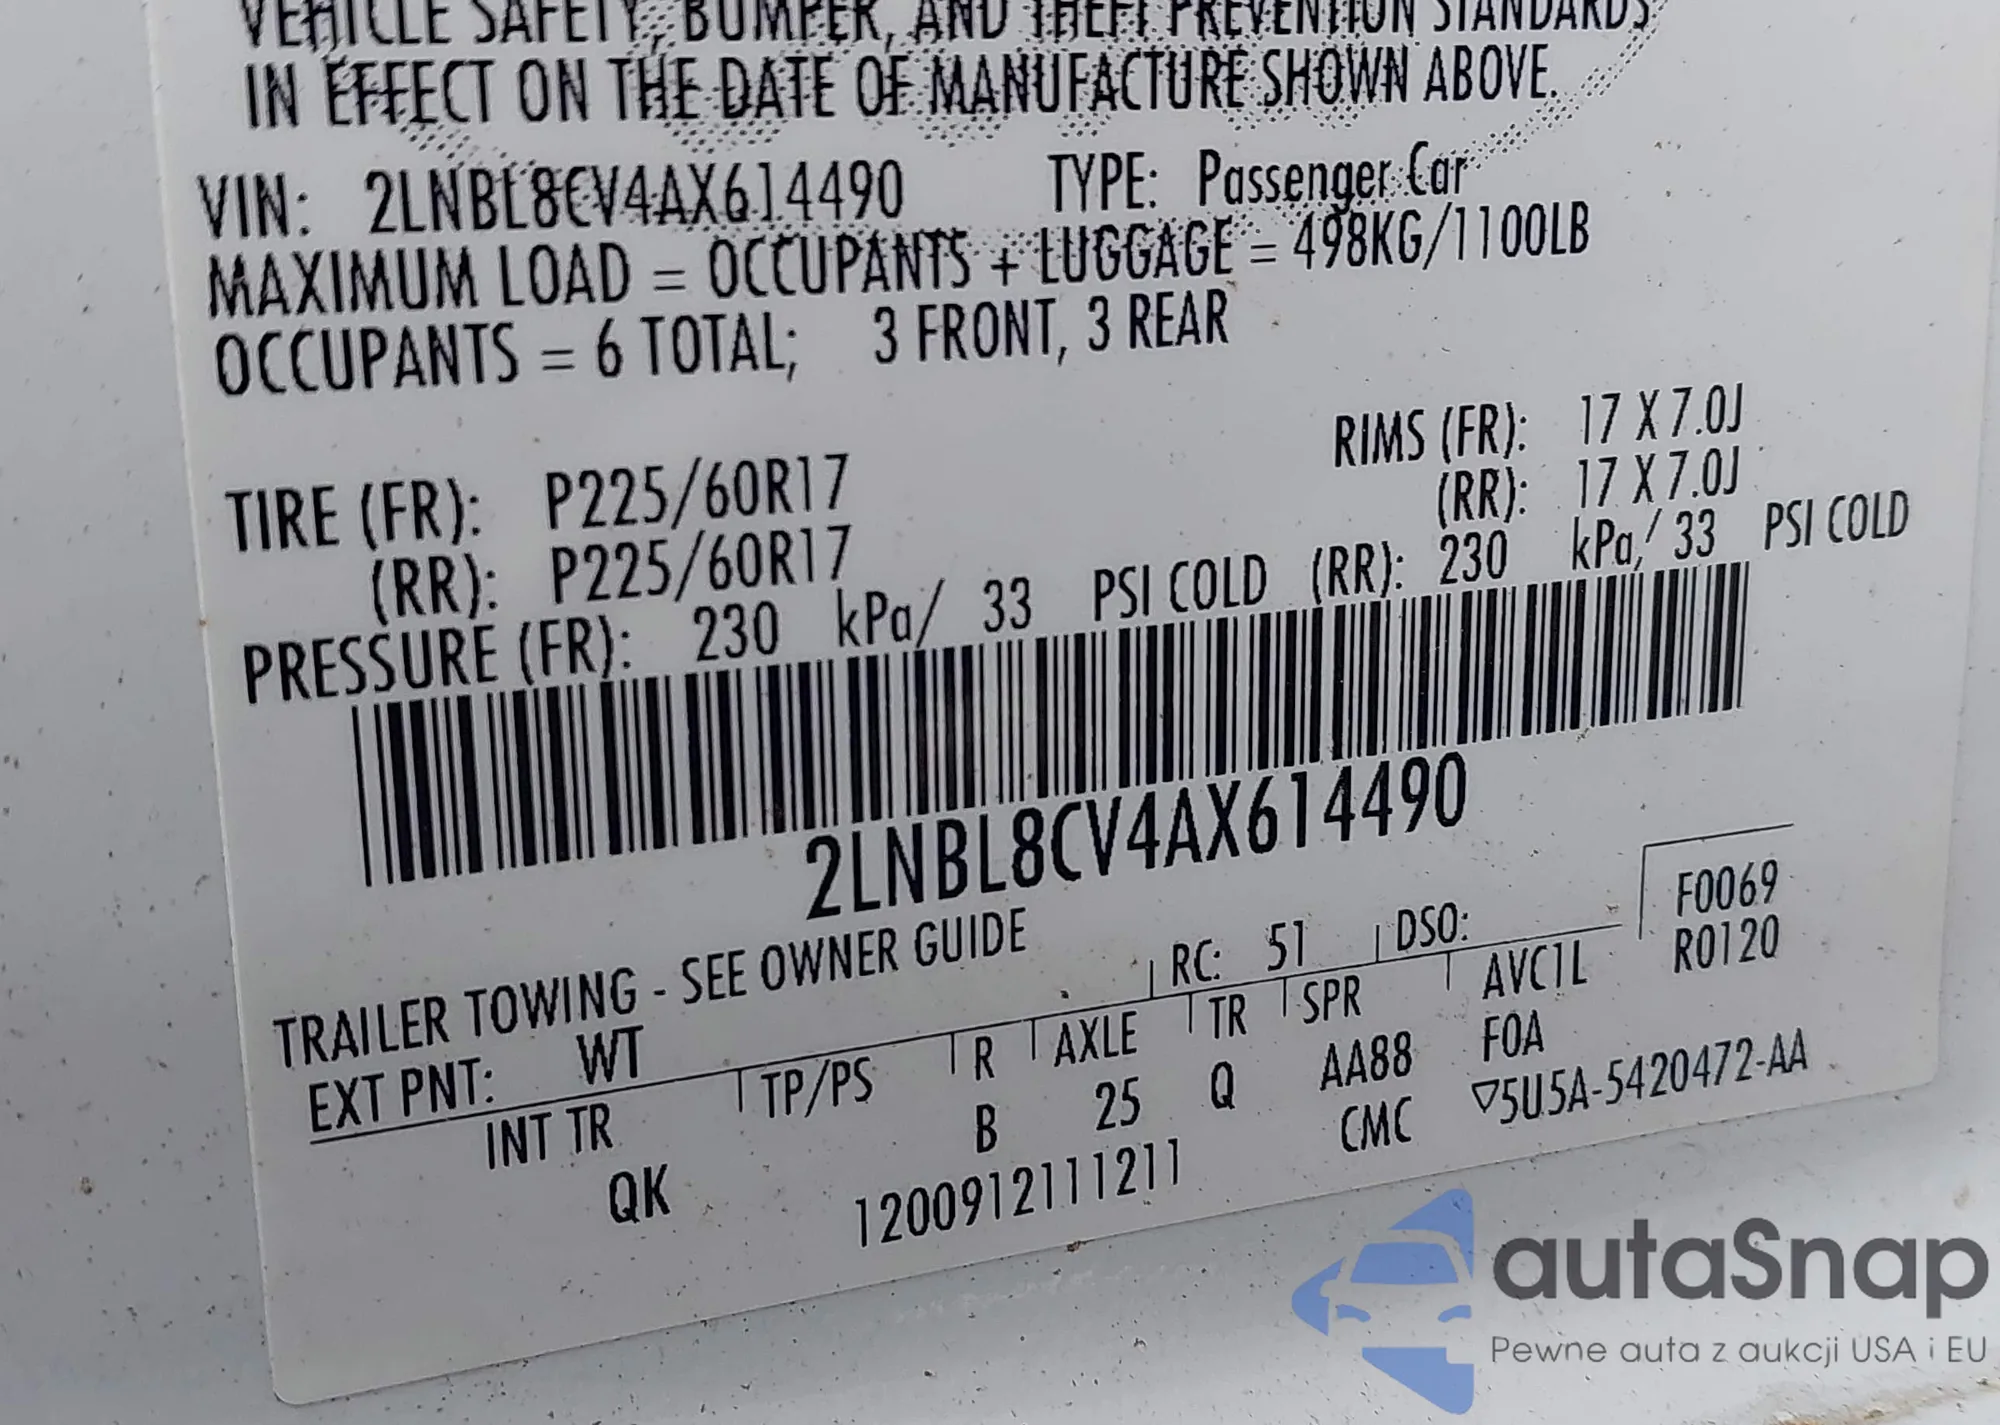 VEHICLE SAFETY, BUMPER, AND THEFT PREVENTION STANDARDS
IN EFFECT ON THE DATE OF MANUFACTURE SHOWN ABOVE.
VIN: 2LNBL8CV4AX614490 TYPE: Passenger Car
MAXIMUM LOAD = OCCUPANTS + LUGGAGE = 498KG/1100LB
OCCUPANTS = 6 TOTAL; 3 FRONT, 3 REAR
TIRE (FR): P225/60R17 RIMS (FR): 17 X 7.0J
(RR): P225/60R17 (RR): 17 X 7.0J
PRESSURE (FR): 230 kPa/ 33 PSI COLD (RR): 230 kPa/ 33 PSI COLD
2LNBL8CV4AX614490
TRAILER TOWING - SEE OWNER GUIDE
EXT PNT: WT RC: 51 DSO: F0069
R0120
INT TR TP/PS R AXLE TR SPR AVC1L
QK B 25 Q AA88 FOA
1200912111211 CMC ▽5U5A-5420472-AA
autaSnap
Pewne auta z aukcji USA i EU